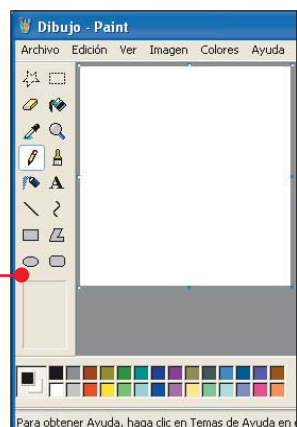 Dibujo - Paint
Archivo Edición Ver Imagen Colores Ayuda
A
Para obtener Ayuda, haga clic en Temas de Ayuda en